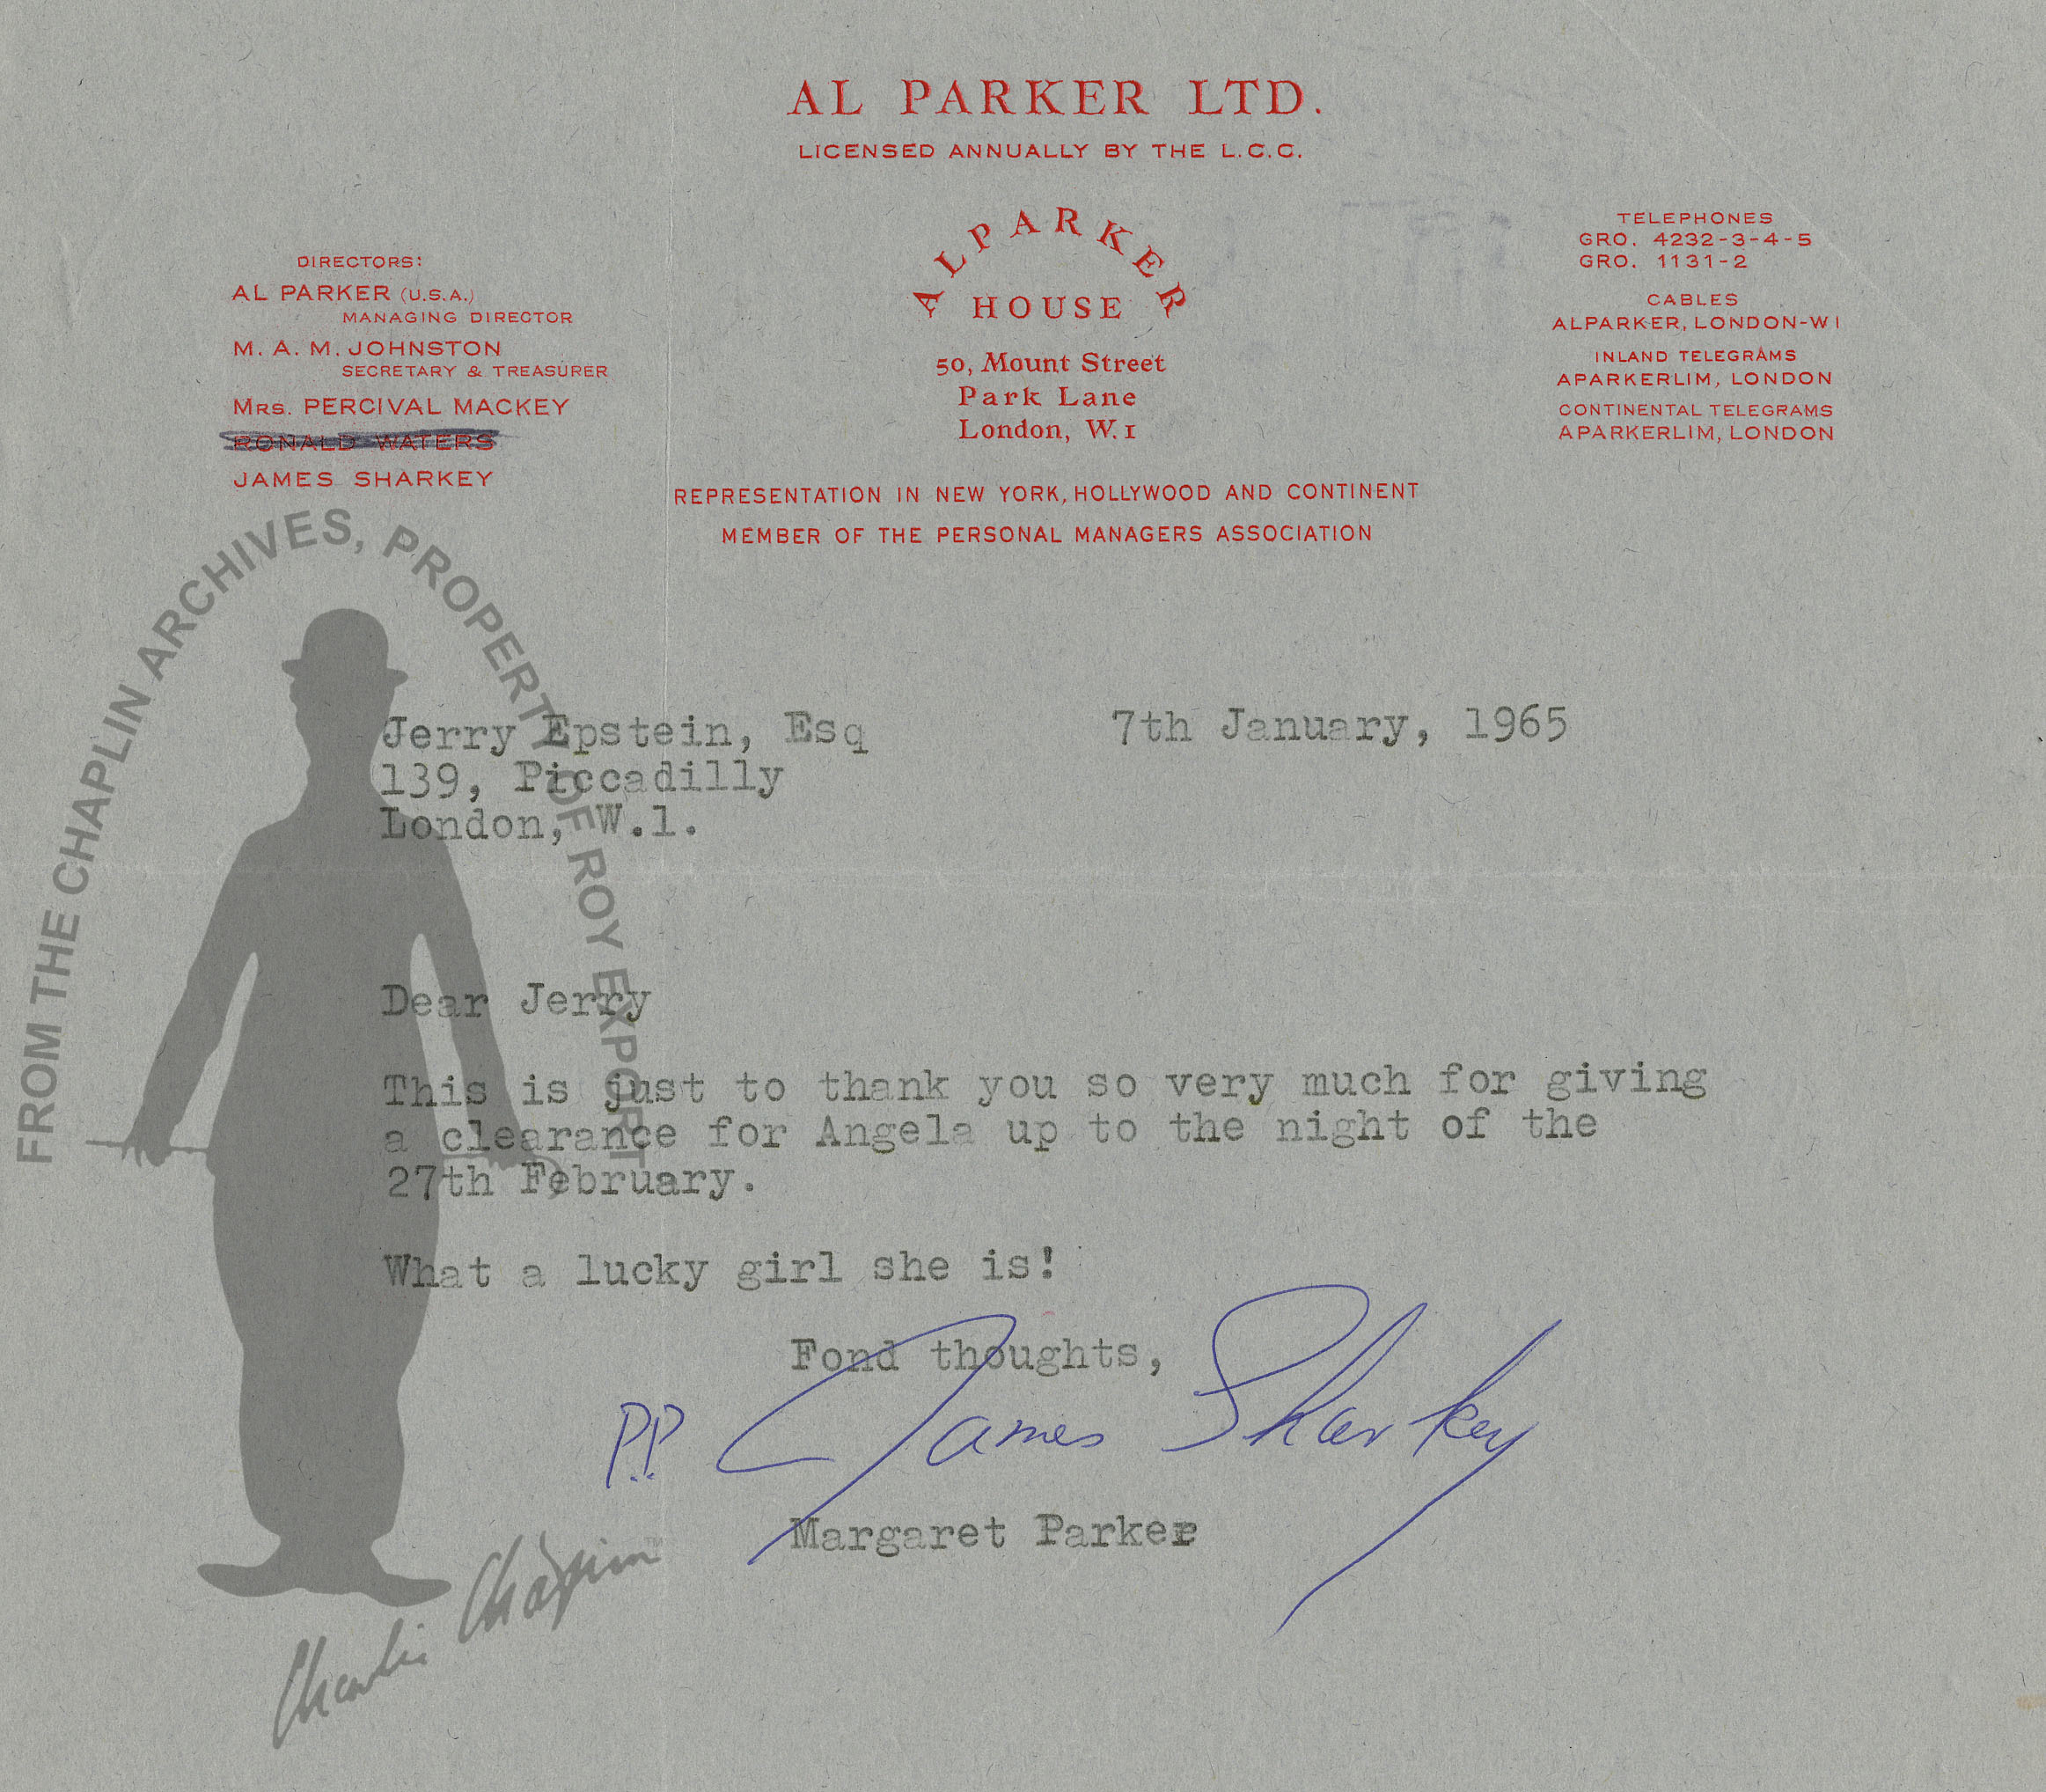 AL PARKER LTD.
LICENSED ANNUALLY BY THE L.C.C.
DIRECTORS:
AL PARKER (U.S.A.)
MANAGING DIRECTOR
M. A. M. JOHNSTON
SECRETARY & TREASURER
MRS. PERCIVAL MACKEY
RONALD WATERS
JAMES SHARKEY
ALPARKER
HOUSE
50, Mount Street
Park Lane
London, W.1
TELEPHONES
GRO. 4232-3-4-5
GRO. 1131-2
CABLES
ALPARKER, LONDON-W1
INLAND TELEGRAMS
APARKERLIM, LONDON
CONTINENTAL TELEGRAMS
APARKERLIM, LONDON
REPRESENTATION IN NEW YORK, HOLLYWOOD AND CONTINENT
MEMBER OF THE PERSONAL MANAGERS ASSOCIATION
FROM THE CHAPLIN ARCHIVES, PROPERTY OF ROY EXPORT
Jerry Epstein, Esq 7th January, 1965
139, Piccadilly
London, W.1.
Dear Jerry
This is just to thank you so very much for giving
a clearance for Angela up to the night of the
27th February.
What a lucky girl she is!
Fond thoughts,
P.P. James Sharkey
Margaret Parker
Charlie Chaplin™